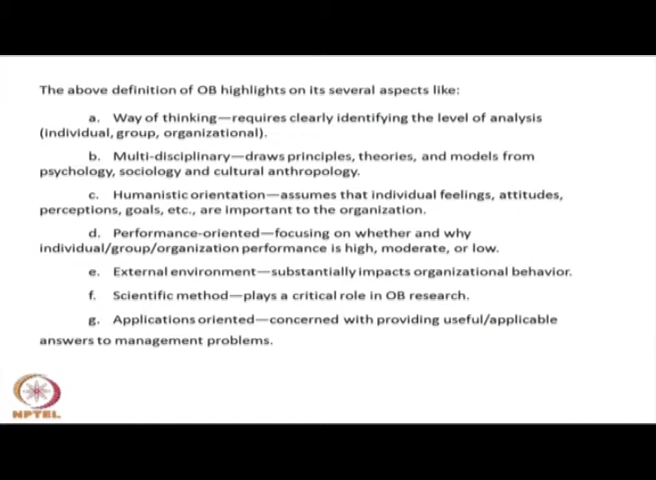 The above definition of OB highlights on its several aspects like:
a. Way of thinking—requires clearly identifying the level of analysis
(individual, group, organizational).
b. Multi-disciplinary—draws principles, theories, and models from
psychology, sociology and cultural anthropology.
c. Humanistic orientation—assumes that individual feelings, attitudes,
perceptions, goals, etc., are important to the organization.
d. Performance-oriented—focusing on whether and why
individual/group/organization performance is high, moderate, or low.
e. External environment—substantially impacts organizational behavior.
f. Scientific method—plays a critical role in OB research.
g. Applications oriented—concerned with providing useful/applicable
answers to management problems.
NPTEL